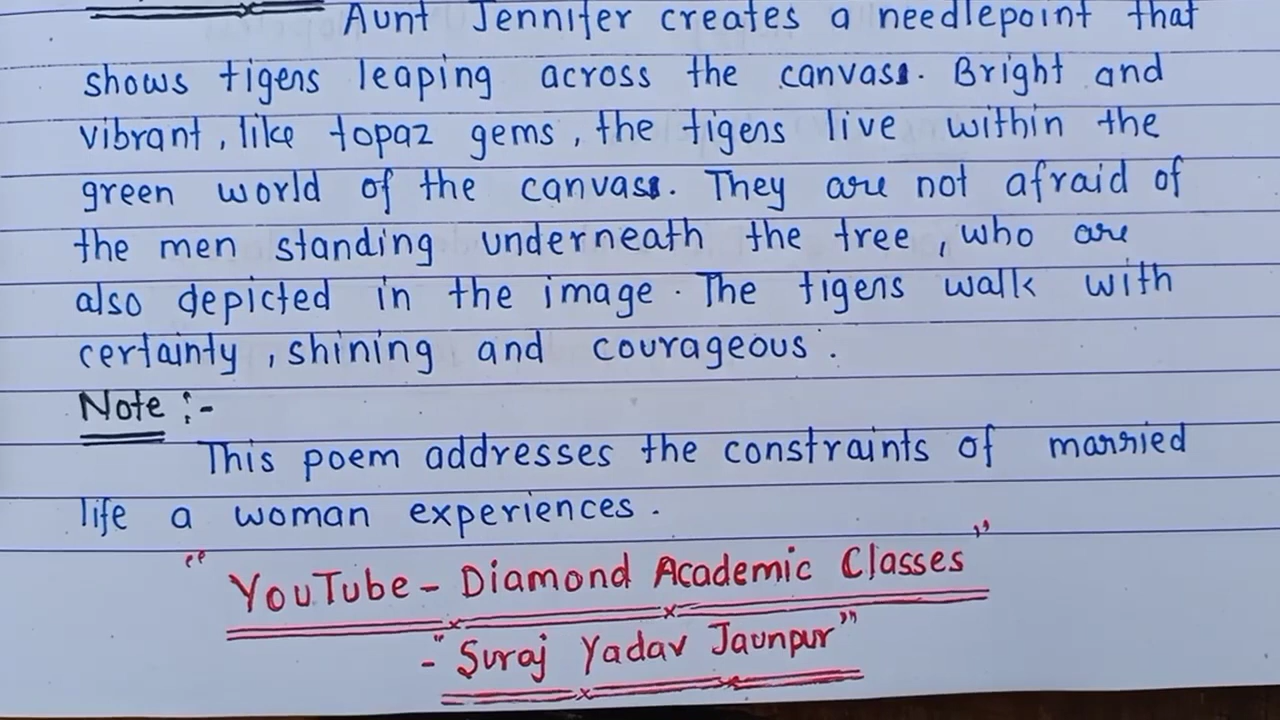 Aunt Jennifer creates a needlepoint that
shows tigers leaping across the canvass. Bright and
vibrant, like topaz gems, the tigers live within the
green world of the canvass. They are not afraid of
the men standing underneath the tree, who are
also depicted in the image. The tigers walk with
certainty, shining and courageous.
Note :-
This poem addresses the constraints of married
life a woman experiences.
"YouTube - Diamond Academic Classes"
- "Suraj Yadav Jaunpur"